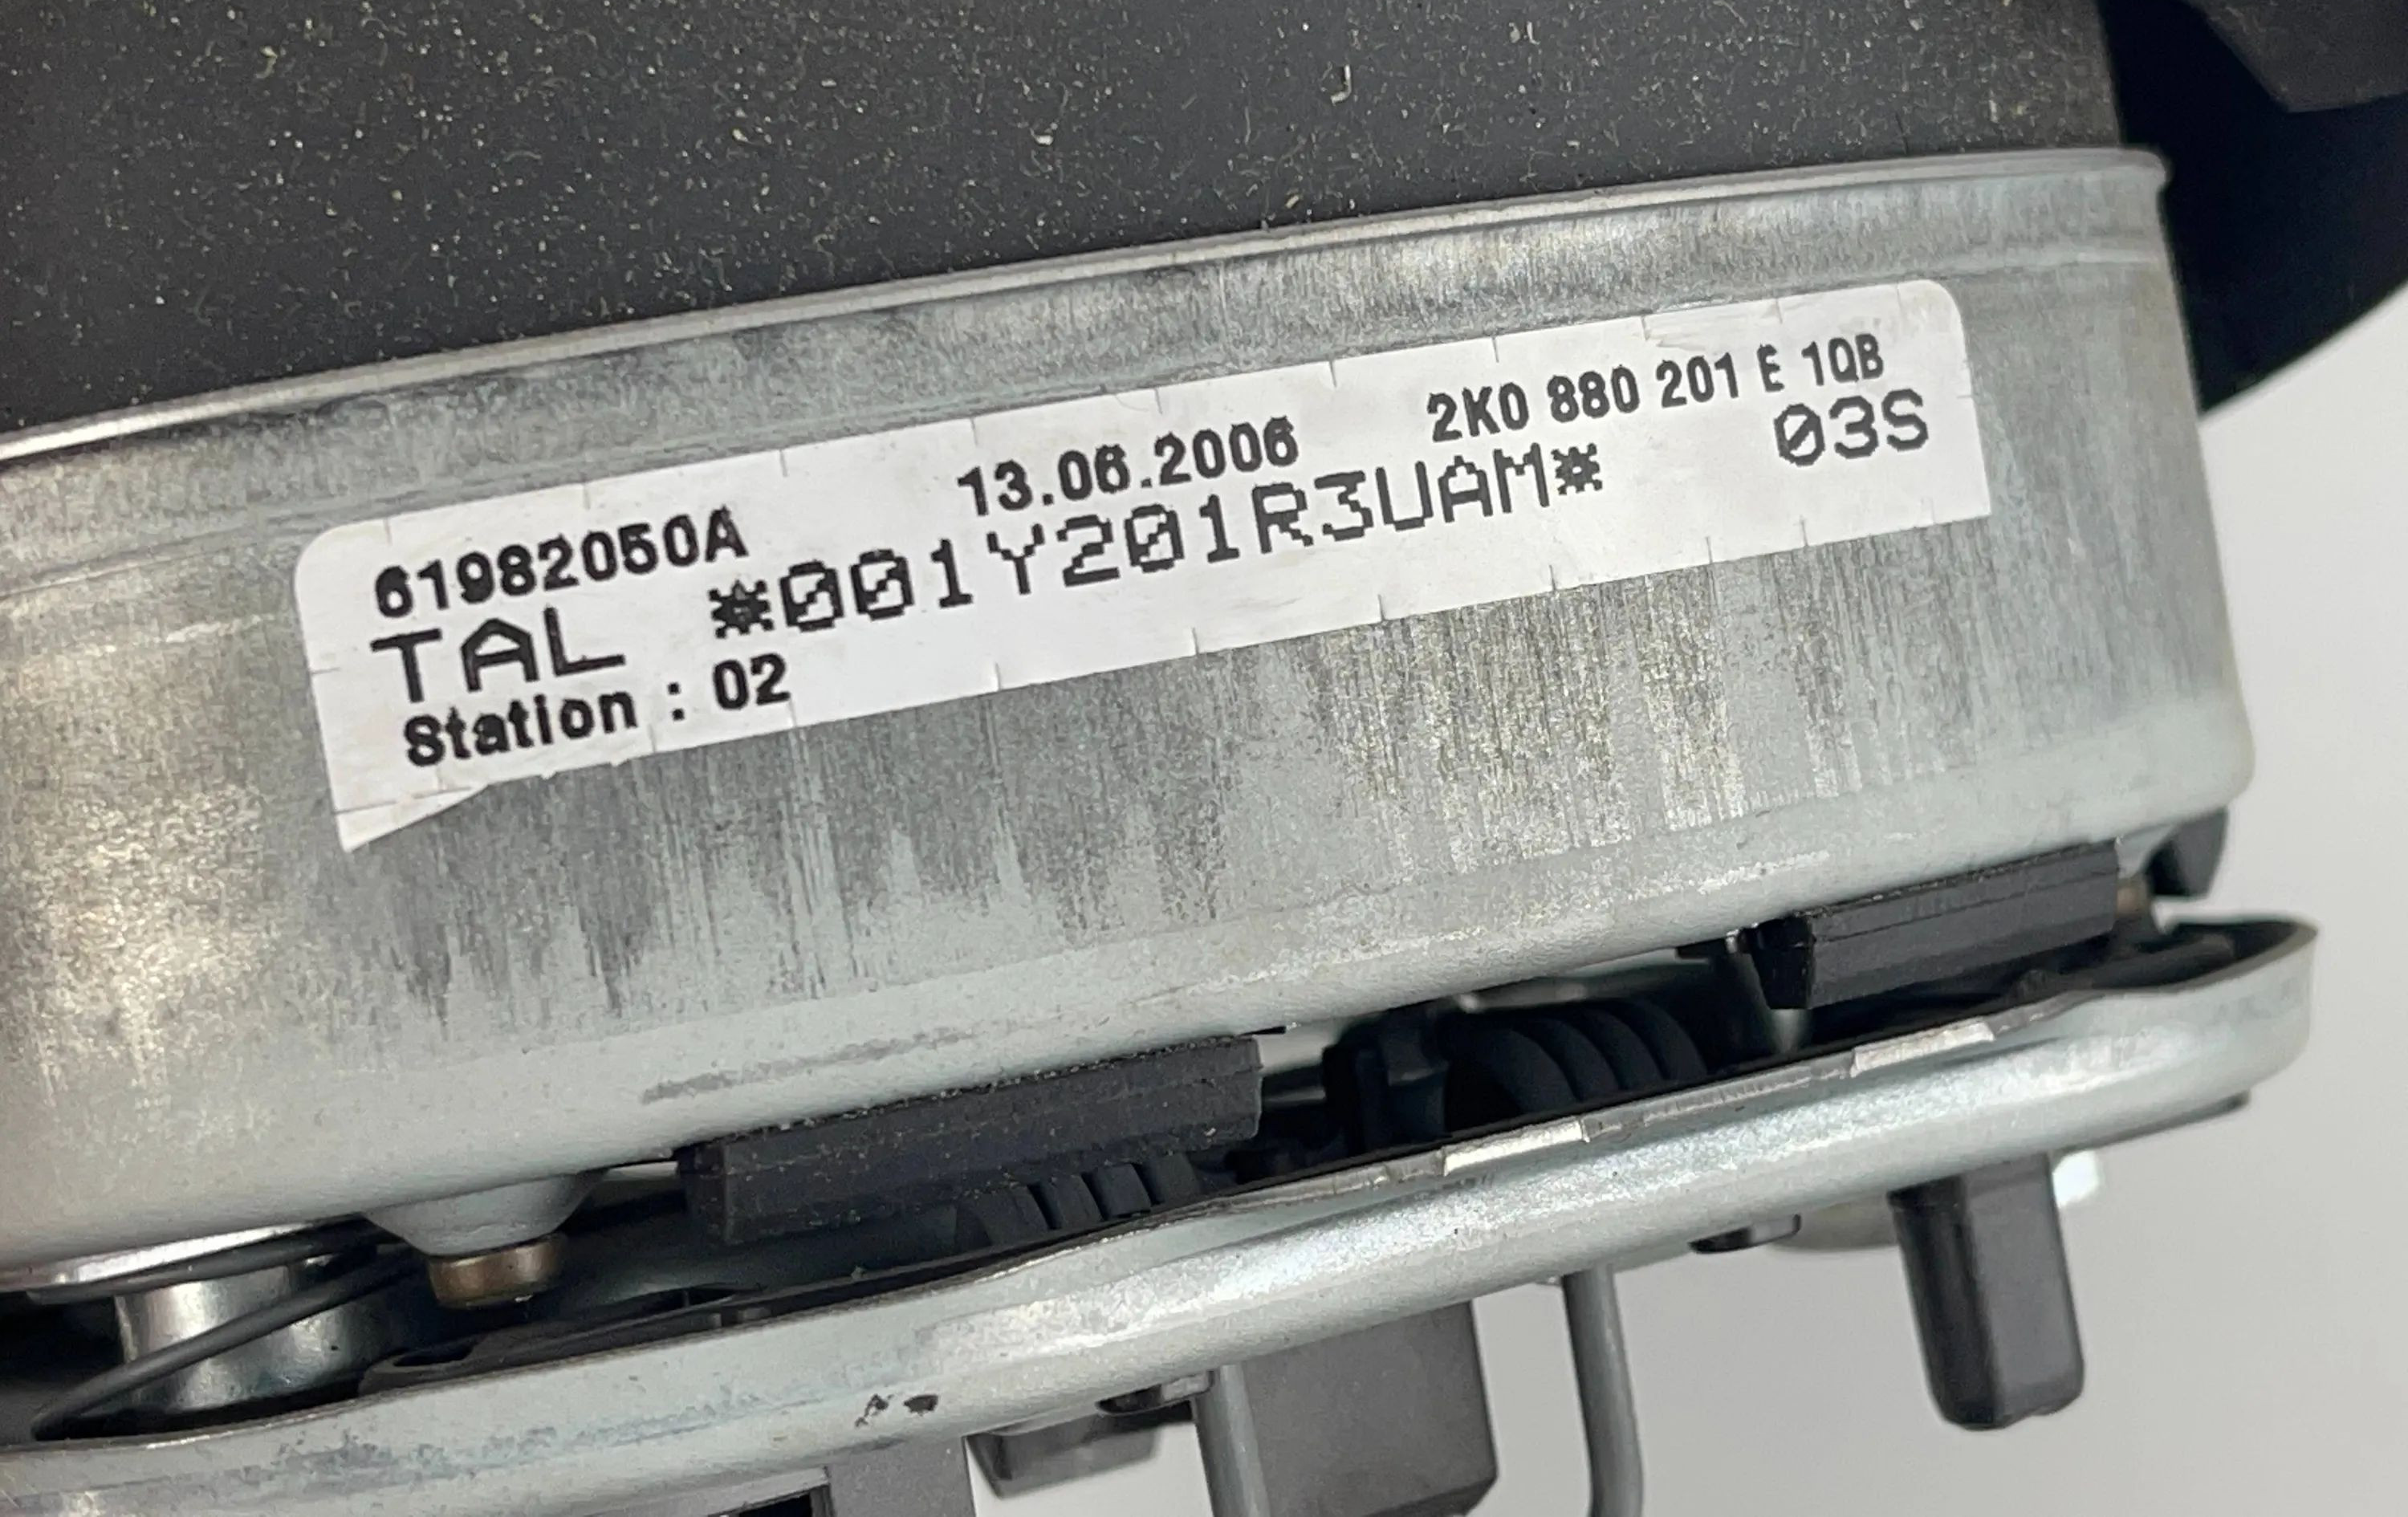 61982050A 13.06.2006 2K0 880 201 E 1QB
TAL *001Y201R3UAM* 03S
Station : 02